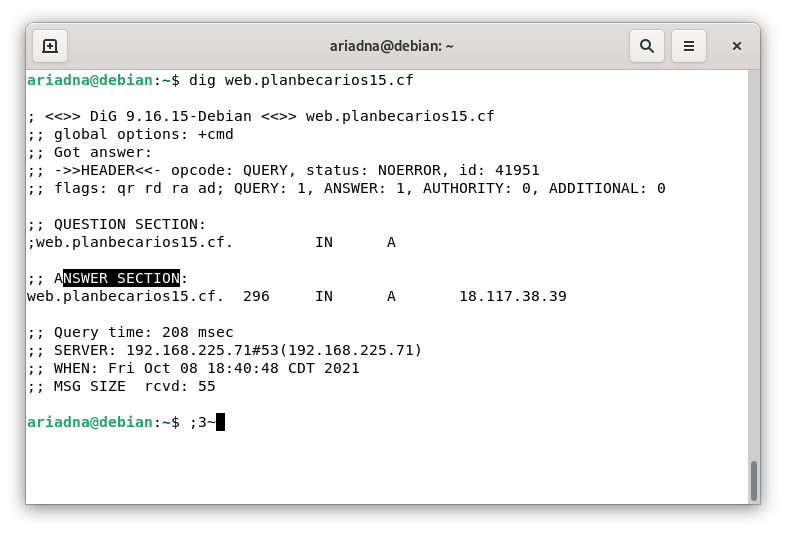 ariadna@debian: ~
ariadna@debian:~$ dig web.planbecarios15.cf
; <<>> DiG 9.16.15-Debian <<>> web.planbecarios15.cf
;; global options: +cmd
;; Got answer:
;; ->>HEADER<<- opcode: QUERY, status: NOERROR, id: 41951
;; flags: qr rd ra ad; QUERY: 1, ANSWER: 1, AUTHORITY: 0, ADDITIONAL: 0
;; QUESTION SECTION:
;web.planbecarios15.cf.		IN	A
;; ANSWER SECTION:
web.planbecarios15.cf.	296	IN	A	18.117.38.39
;; Query time: 208 msec
;; SERVER: 192.168.225.71#53(192.168.225.71)
;; WHEN: Fri Oct 08 18:40:48 CDT 2021
;; MSG SIZE  rcvd: 55
ariadna@debian:~$ ;3~